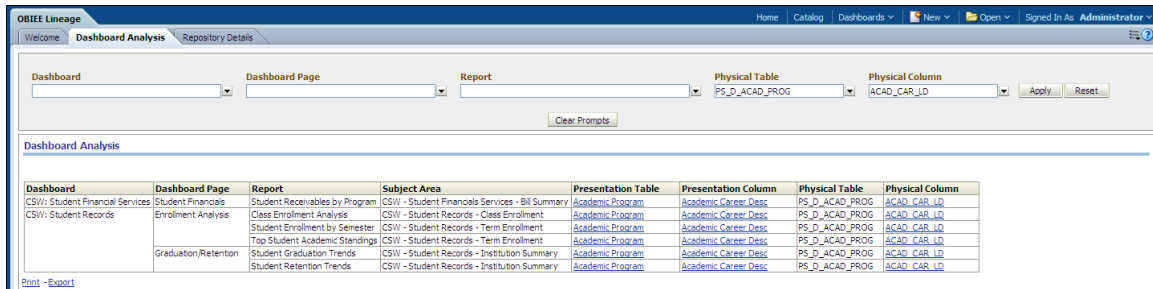 OBIEE Lineage Home Catalog Dashboards New Open Signed In As Administrator
Welcome Dashboard Analysis Repository Details
Dashboard Dashboard Page Report Physical Table Physical Column
PS_D_ACAD_PROG ACAD_CAR_LD Apply Reset
Clear Prompts
Dashboard Analysis
Dashboard Dashboard Page Report Subject Area Presentation Table Presentation Column Physical Table Physical Column
CSW: Student Financial Services Student Financials Student Receivables by Program CSW - Student Financials Services - Bill Summary Academic Program Academic Career Desc PS_D_ACAD_PROG ACAD_CAR_LD
CSW: Student Records Enrollment Analysis Class Enrollment Analysis CSW - Student Records - Class Enrollment Academic Program Academic Career Desc PS_D_ACAD_PROG ACAD_CAR_LD
Student Enrollment by Semester CSW - Student Records - Term Enrollment Academic Program Academic Career Desc PS_D_ACAD_PROG ACAD_CAR_LD
Top Student Academic Standings CSW - Student Records - Term Enrollment Academic Program Academic Career Desc PS_D_ACAD_PROG ACAD_CAR_LD
Graduation/Retention Student Graduation Trends CSW - Student Records - Institution Summary Academic Program Academic Career Desc PS_D_ACAD_PROG ACAD_CAR_LD
Student Retention Trends CSW - Student Records - Institution Summary Academic Program Academic Career Desc PS_D_ACAD_PROG ACAD_CAR_LD
Print - Export